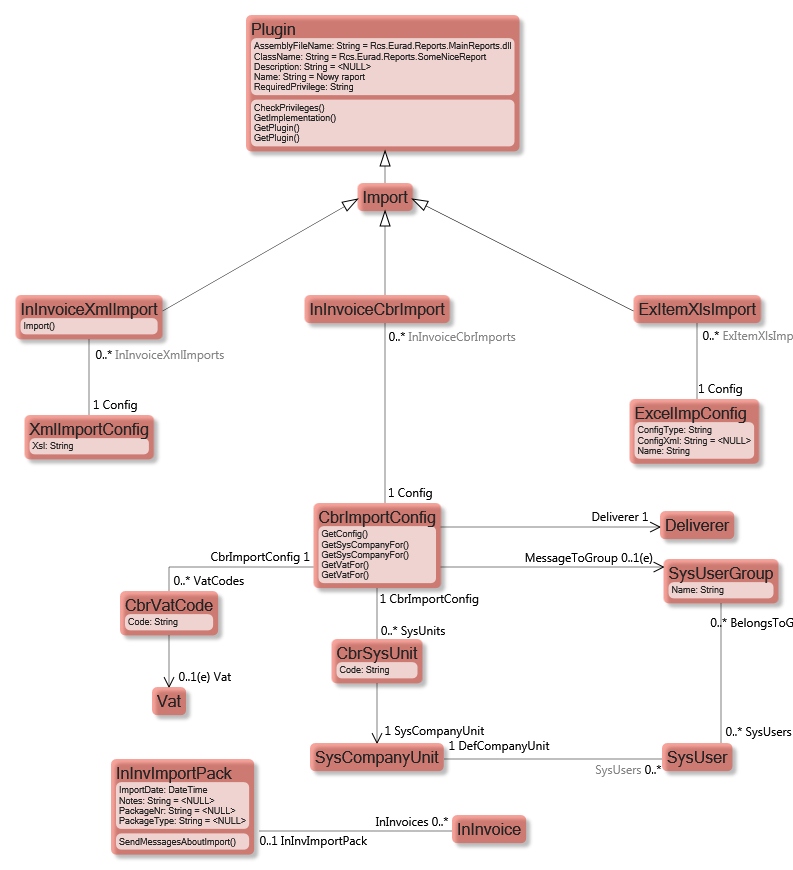 Plugin
AssemblyFileName: String = Rcs.Eurad.Reports.MainReports.dll
ClassName: String = Rcs.Eurad.Reports.SomeNiceReport
Description: String = <NULL>
Name: String = Nowy raport
RequiredPrivilege: String
CheckPrivileges()
GetImplementation()
GetPlugin()
GetPlugin()
Import
InInvoiceXmlImport
Import()
InInvoiceCbrImport
ExItemXlsImport
0..* InInvoiceXmlImports
0..* InInvoiceCbrImports
0..* ExItemXlsImp
1 Config
1 Config
XmlImportConfig
Xsl: String
ExcelImpConfig
ConfigType: String
ConfigXml: String = <NULL>
Name: String
1 Config
CbrImportConfig
GetConfig()
GetSysCompanyFor()
GetSysCompanyFor()
GetVatFor()
GetVatFor()
Deliverer 1
Deliverer
CbrImportConfig 1
MessageToGroup 0..1(e)
SysUserGroup
Name: String
0..* VatCodes
CbrVatCode
Code: String
1 CbrImportConfig
0..* SysUnits
0..* BelongsToG
CbrSysUnit
Code: String
0..1(e) Vat
Vat
1 SysCompanyUnit
0..* SysUsers
SysCompanyUnit
1 DefCompanyUnit
SysUsers 0..*
SysUser
InInvImportPack
ImportDate: DateTime
Notes: String = <NULL>
PackageNr: String = <NULL>
PackageType: String = <NULL>
SendMessagesAboutImport()
InInvoices 0..*
0..1 InInvImportPack
InInvoice